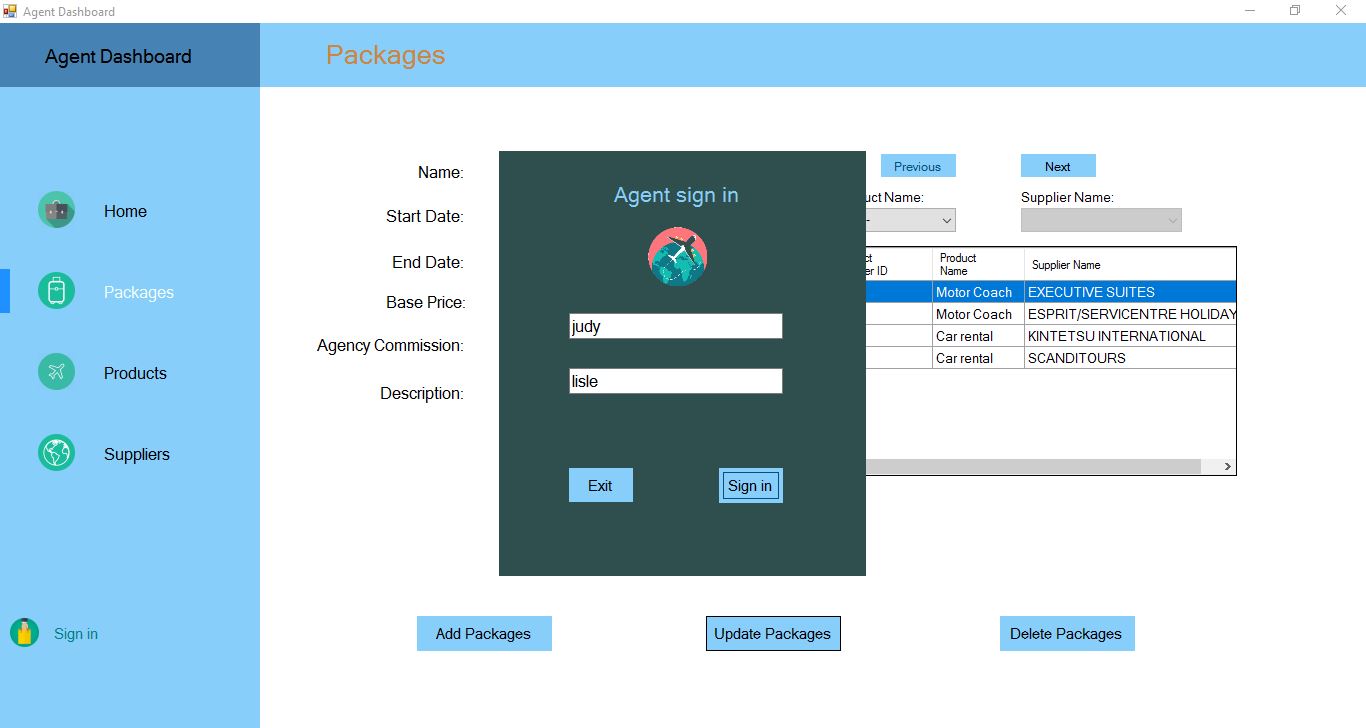 Agent Dashboard
Agent Dashboard
Packages
Home
Packages
Products
Suppliers
Sign in
Name:
Start Date:
End Date:
Base Price:
Agency Commission:
Description:
Agent sign in
judy
lisle
Exit
Sign in
Previous
Next
uct Name:
Supplier Name:
-
ct
er ID
Product
Name
Supplier Name
Motor Coach EXECUTIVE SUITES
Motor Coach ESPRIT/SERVICENTRE HOLIDAY
Car rental KINTETSU INTERNATIONAL
Car rental SCANDITOURS
Add Packages
Update Packages
Delete Packages